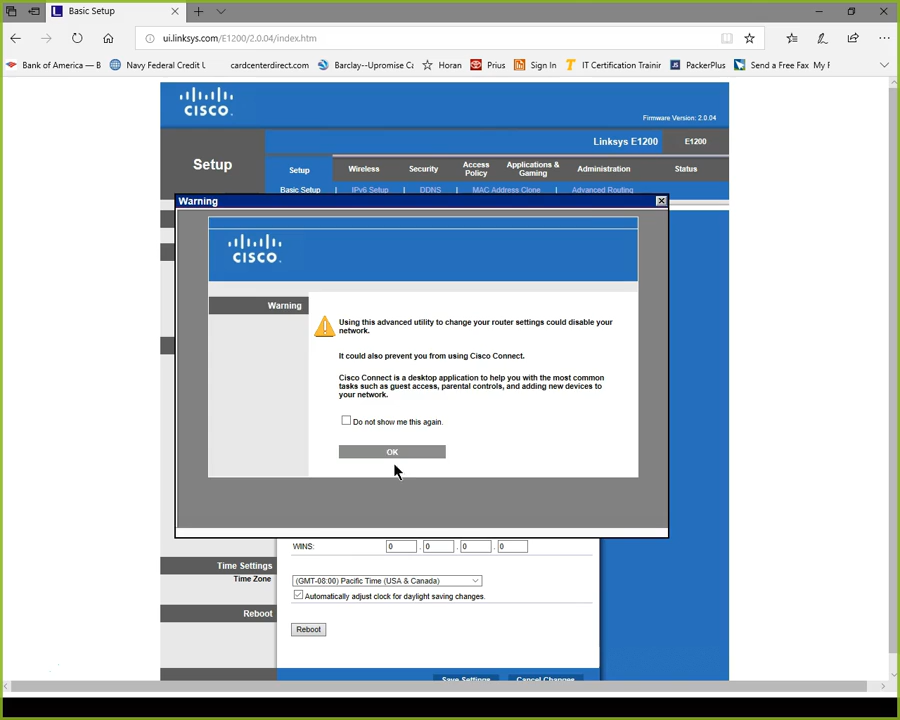 Basic Setup
ui.linksys.com/E1200/2.0.04/index.htm
Bank of America — B
Navy Federal Credit U
cardcenterdirect.com
Barclay--Upromise Ca
Horan
Prius
Sign In
IT Certification Trainir
PackerPlus
Send a Free Fax My F
CISCO.
Firmware Version: 2.0.04
Linksys E1200
E1200
Setup
Setup
Wireless
Security
Access Policy
Applications & Gaming
Administration
Status
Basic Setup | IPv6 Setup | DDNS | MAC Address Clone | Advanced Routing
Warning
CISCO.
Warning
Using this advanced utility to change your router settings could disable your
network.
It could also prevent you from using Cisco Connect.
Cisco Connect is a desktop application to help you with the most common
tasks such as guest access, parental controls, and adding new devices to
your network.
Do not show me this again.
OK
WINS: 0 . 0 . 0 . 0
Time Settings
Time Zone
(GMT-08:00) Pacific Time (USA & Canada)
Automatically adjust clock for daylight saving changes.
Reboot
Reboot
Save Settings
Cancel Changes